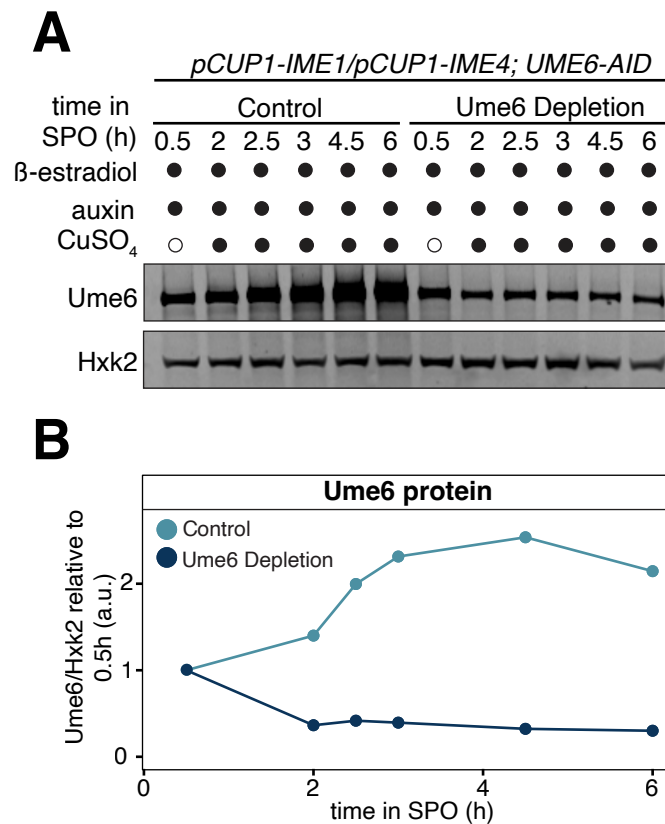 A
pCUP1-IME1/pCUP1-IME4; UME6-AID
time in SPO (h)
Control
Ume6 Depletion
0.5 2 2.5 3 4.5 6 0.5 2 2.5 3 4.5 6
ß-estradiol
auxin
CuSO4
Ume6
Hxk2
B
Ume6 protein
Control
Ume6 Depletion
Ume6/Hxk2 relative to
0.5h (a.u.)
2
1
0
0 2 4 6
time in SPO (h)